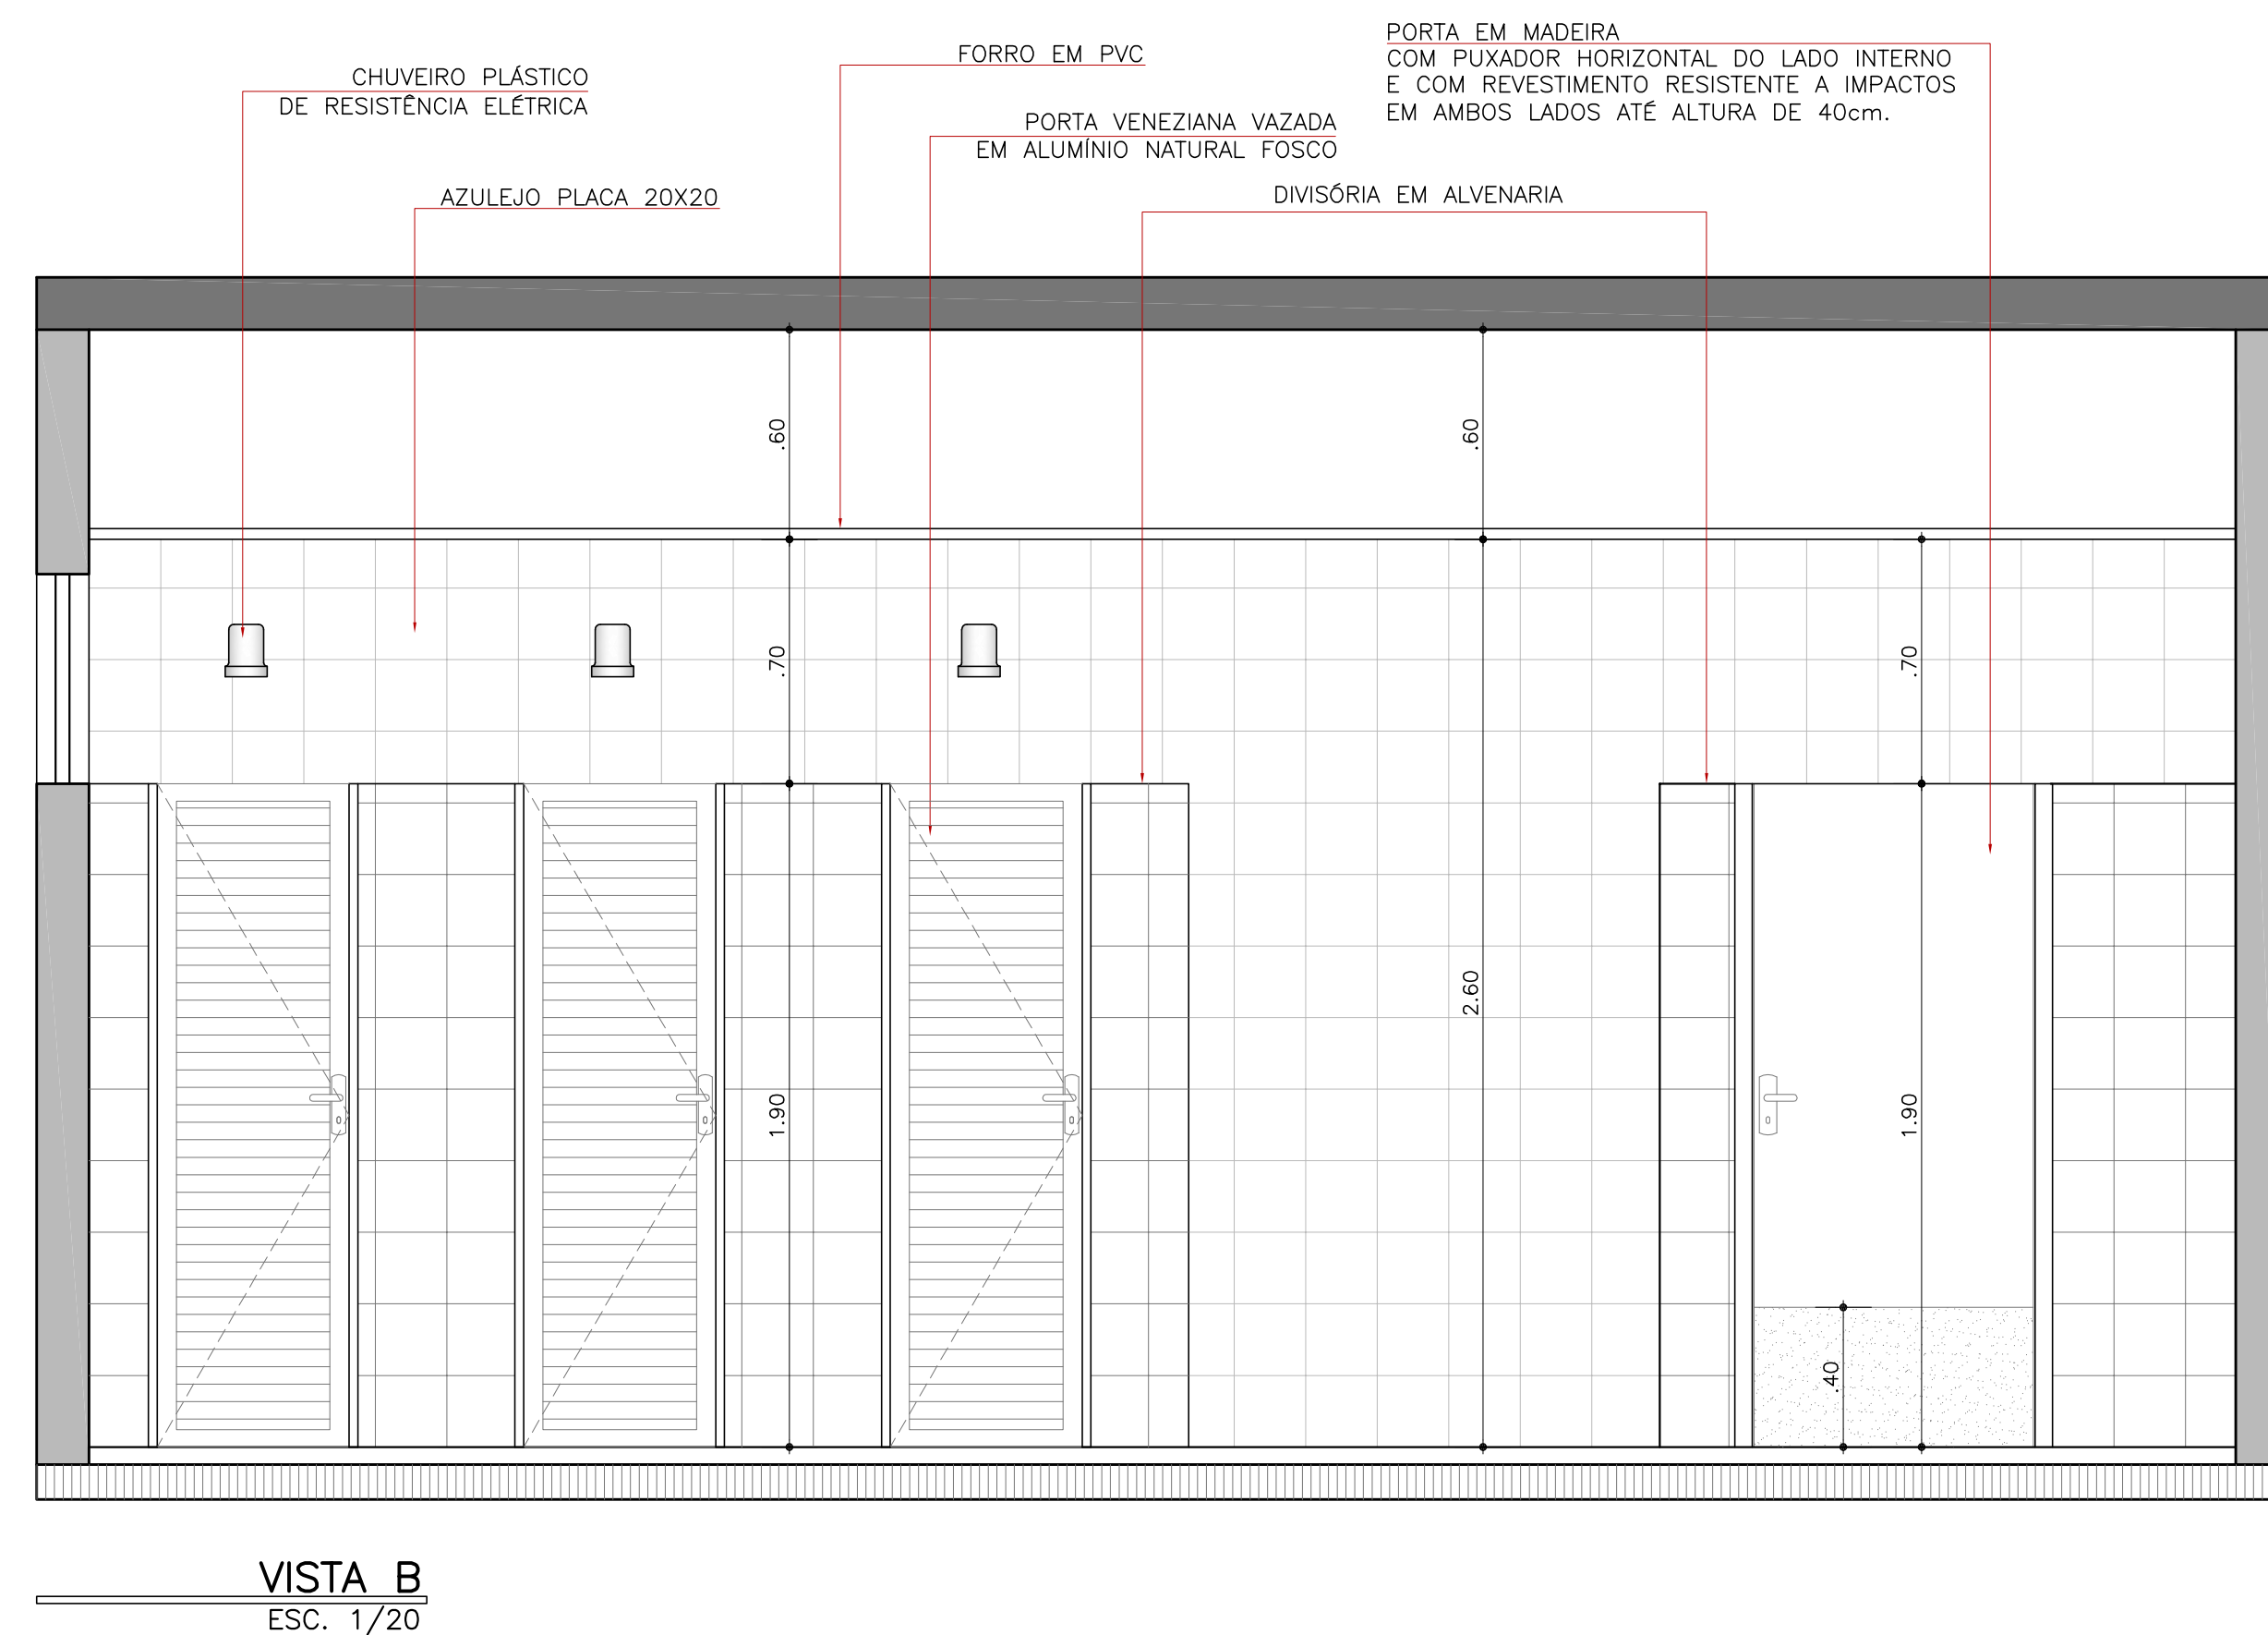 CHUVEIRO PLÁSTICO
DE RESISTÊNCIA ELÉTRICA
AZULEJO PLACA 20X20
FORRO EM PVC
PORTA VENEZIANA VAZADA
EM ALUMÍNIO NATURAL FOSCO
DIVISÓRIA EM ALVENARIA
PORTA EM MADEIRA
COM PUXADOR HORIZONTAL DO LADO INTERNO
E COM REVESTIMENTO RESISTENTE A IMPACTOS
EM AMBOS LADOS ATÉ ALTURA DE 40cm.
.60
.60
.70
.70
2.60
1.90
1.90
.40
VISTA B
ESC. 1/20